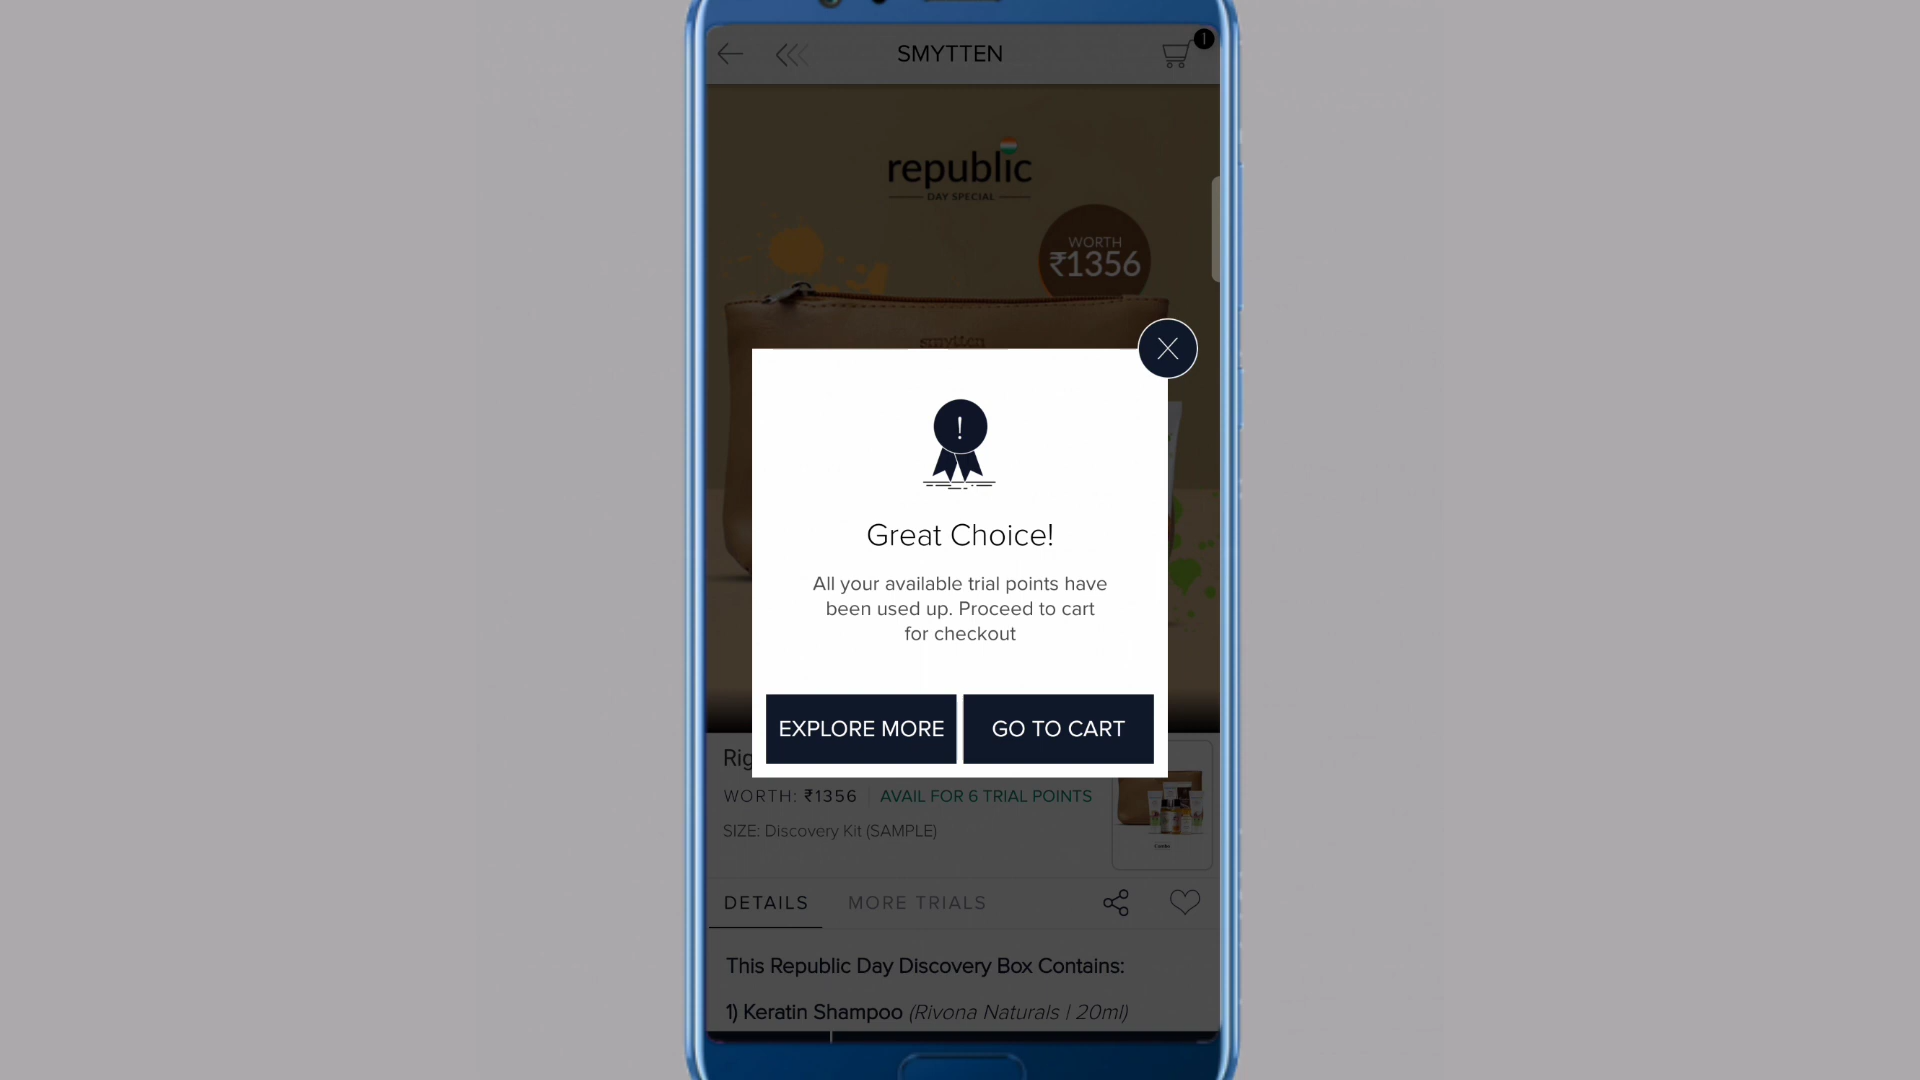 SMYTTEN
1
republic
DAY SPECIAL
WORTH
₹1356
smytten
Great Choice!
All your available trial points have
been used up. Proceed to cart
for checkout
EXPLORE MORE
GO TO CART
WORTH: ₹1356
AVAIL FOR 6 TRIAL POINTS
SIZE: Discovery Kit (SAMPLE)
DETAILS
MORE TRIALS
This Republic Day Discovery Box Contains:
1) Keratin Shampoo (Rivona Naturals | 20ml)